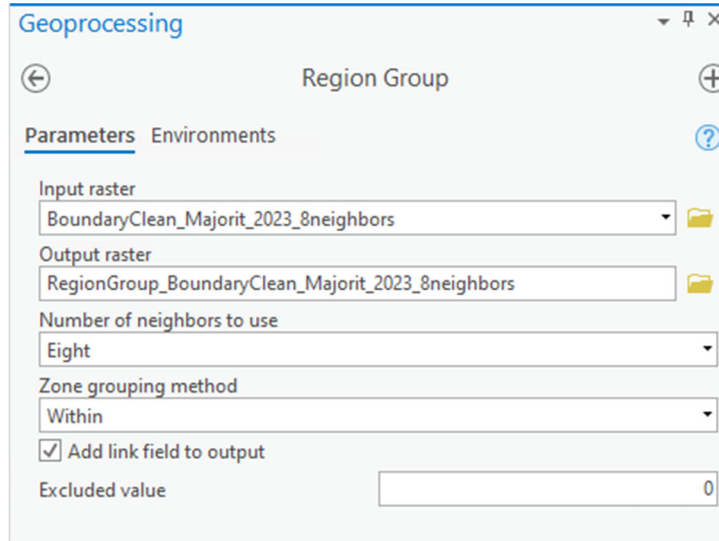 Geoprocessing
Region Group
Parameters Environments
Input raster
BoundaryClean_Majorit_2023_8neighbors
Output raster
RegionGroup_BoundaryClean_Majorit_2023_8neighbors
Number of neighbors to use
Eight
Zone grouping method
Within
Add link field to output
Excluded value 0